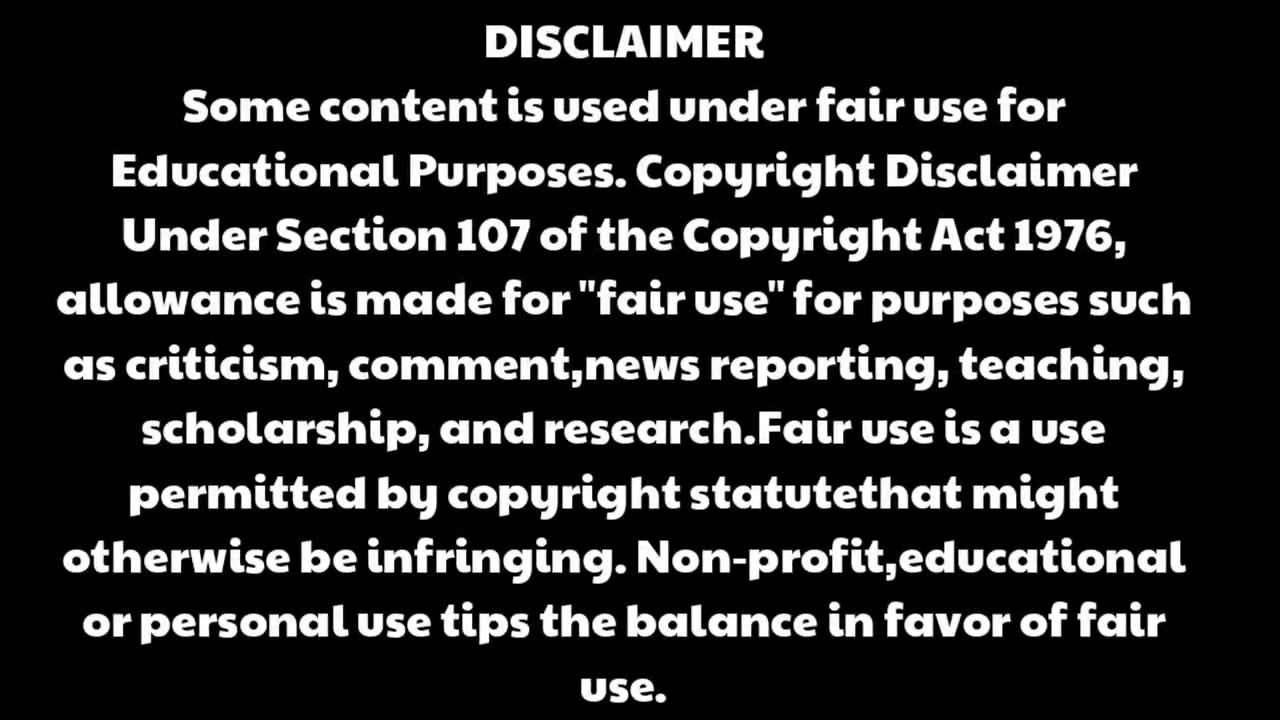 DISCLAIMER
Some content is used under fair use for
Educational Purposes. Copyright Disclaimer
Under Section 107 of the Copyright Act 1976,
allowance is made for "fair use" for purposes such
as criticism, comment,news reporting, teaching,
scholarship, and research.Fair use is a use
permitted by copyright statutethat might
otherwise be infringing. Non-profit,educational
or personal use tips the balance in favor of fair
use.